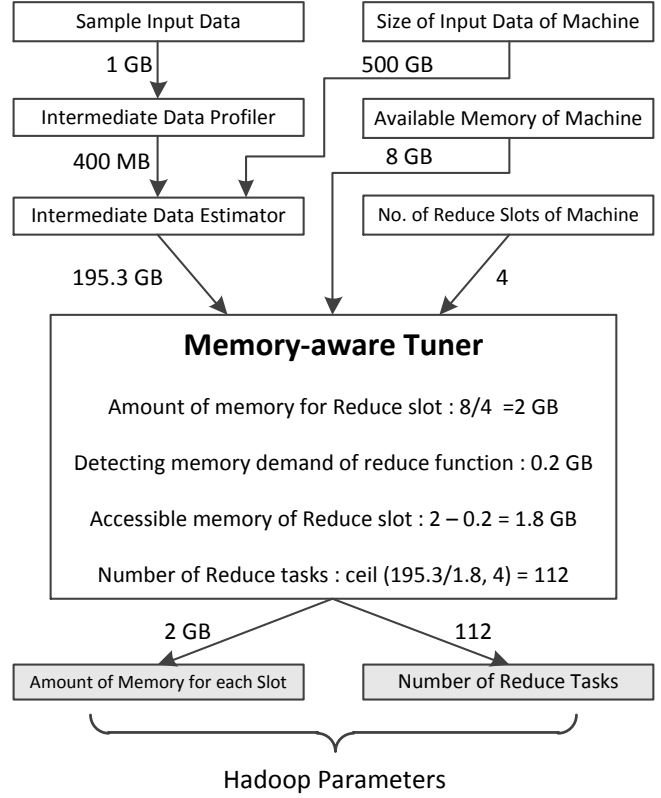 Sample Input Data
Size of Input Data of Machine
1 GB
500 GB
Intermediate Data Profiler
Available Memory of Machine
400 MB
8 GB
Intermediate Data Estimator
No. of Reduce Slots of Machine
195.3 GB
4
Memory-aware Tuner
Amount of memory for Reduce slot : 8/4 =2 GB
Detecting memory demand of reduce function : 0.2 GB
Accessible memory of Reduce slot : 2 – 0.2 = 1.8 GB
Number of Reduce tasks : ceil (195.3/1.8, 4) = 112
2 GB
112
Amount of Memory for each Slot
Number of Reduce Tasks
Hadoop Parameters